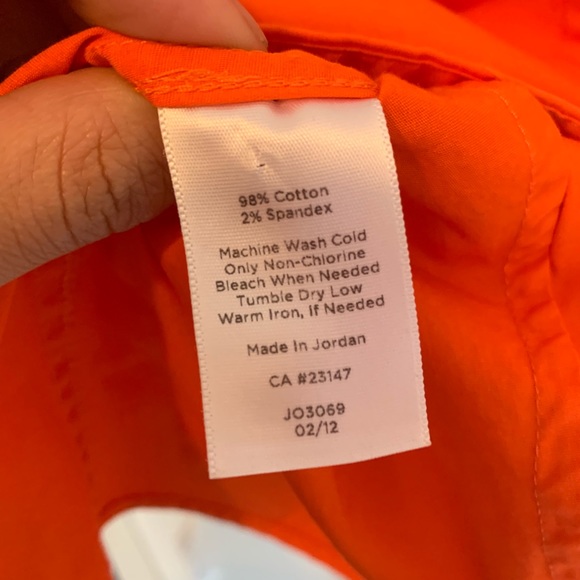 98% Cotton
2% Spandex
Machine Wash Cold
Only Non-Chlorine
Bleach When Needed
Tumble Dry Low
Warm Iron, If Needed
Made In Jordan
CA #23147
JO3069
02/12